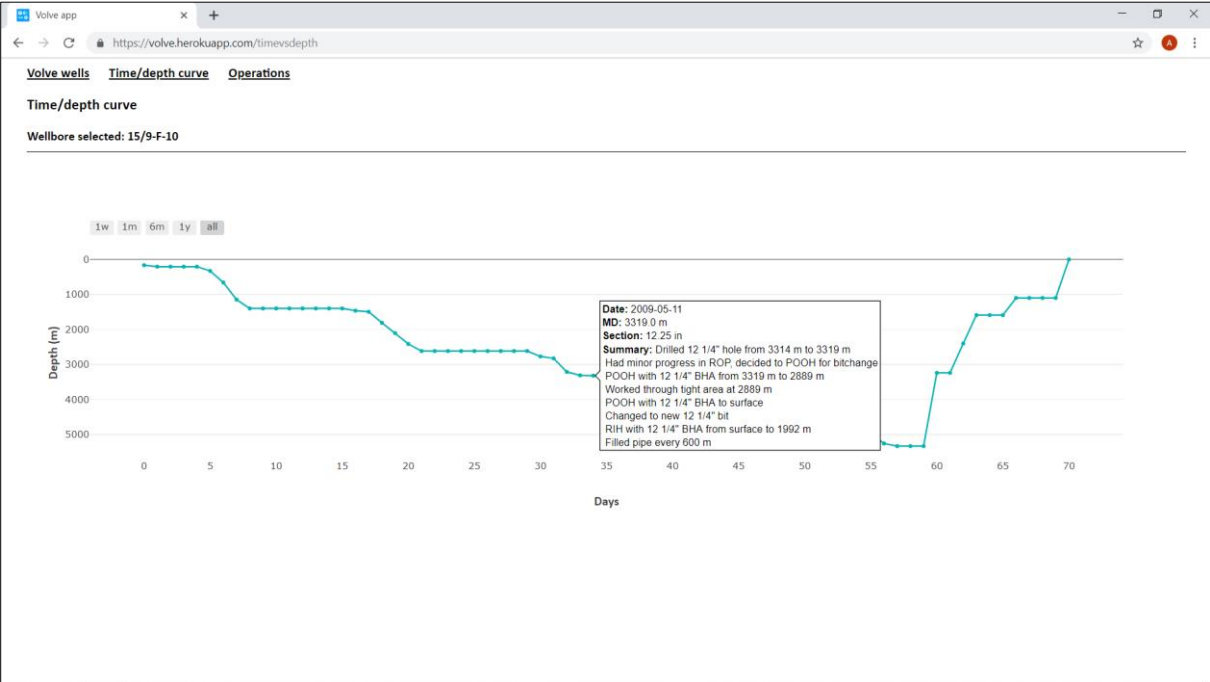 Volve app
https://volve.herokuapp.com/timevsdepth
A
Volve wells Time/depth curve Operations
Time/depth curve
Wellbore selected: 15/9-F-10
1w 1m 6m 1y all
0
1000
2000
3000
4000
5000
Depth (m)
Date: 2009-05-11
MD: 3319.0 m
Section: 12.25 in
Summary: Drilled 12 1/4" hole from 3314 m to 3319 m
Had minor progress in ROP, decided to POOH for bitchange
POOH with 12 1/4" BHA from 3319 m to 2889 m
Worked through tight area at 2889 m
POOH with 12 1/4" BHA to surface
Changed to new 12 1/4" bit
RIH with 12 1/4" BHA from surface to 1992 m
Filled pipe every 600 m
0 5 10 15 20 25 30 35 40 45 50 55 60 65 70
Days